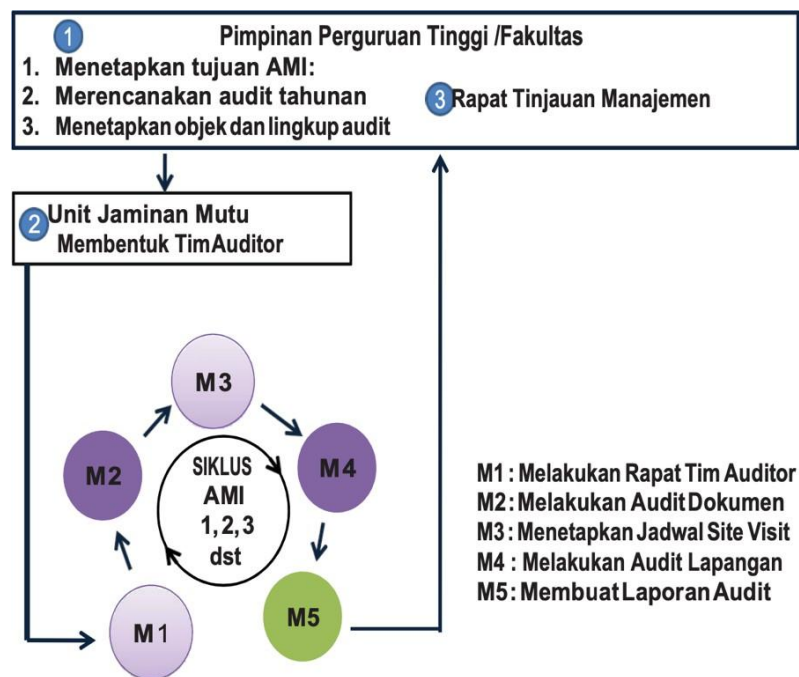 1
Pimpinan Perguruan Tinggi /Fakultas
1. Menetapkan tujuan AMI:
2. Merencanakan audit tahunan
3. Menetapkan objek dan lingkup audit
3 Rapat Tinjauan Manajemen
2 Unit Jaminan Mutu
Membentuk Tim Auditor
M3
M2
M4
SIKLUS
AMI
1, 2, 3
dst
M1
M5
M1 : Melakukan Rapat Tim Auditor
M2 : Melakukan Audit Dokumen
M3 : Menetapkan Jadwal Site Visit
M4 : Melakukan Audit Lapangan
M5 : Membuat Laporan Audit